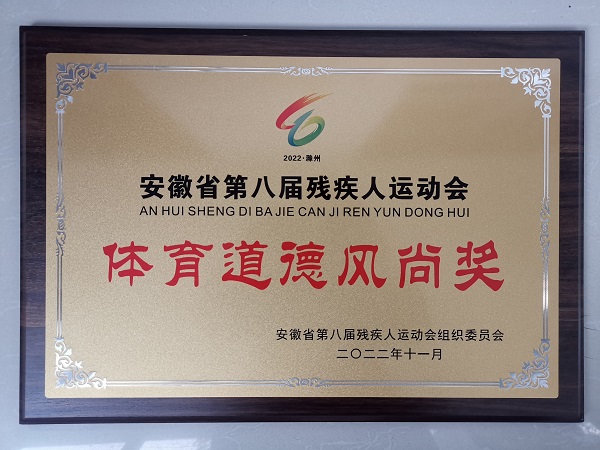 2022·滁州
安徽省第八届残疾人运动会
AN HUI SHENG DI BA JIE CAN JI REN YUN DONG HUI
体育道德风尚奖
安徽省第八届残疾人运动会组织委员会
二〇二二年十一月